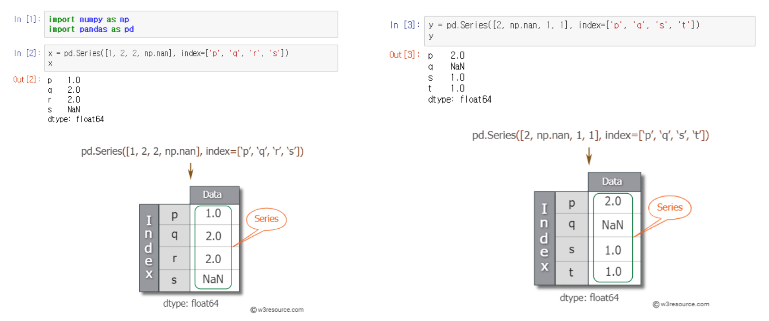 In [1]: import numpy as np
import pandas as pd
In [2]: x = pd.Series([1, 2, 2, np.nan], index=['p', 'q', 'r', 's'])
x
Out[2]: p 1.0
q 2.0
r 2.0
s NaN
dtype: float64
pd.Series([1, 2, 2, np.nan], index=['p', 'q', 'r', 's'])
Data
Index
p 1.0
q 2.0
r 2.0
s NaN
Series
dtype: float64
© w3resource.com
In [3]: y = pd.Series([2, np.nan, 1, 1], index=['p', 'q', 's', 't'])
y
Out[3]: p 2.0
q NaN
s 1.0
t 1.0
dtype: float64
pd.Series([2, np.nan, 1, 1], index=['p', 'q', 's', 't'])
Data
Index
p 2.0
q NaN
s 1.0
t 1.0
Series
dtype: float64
© w3resource.com